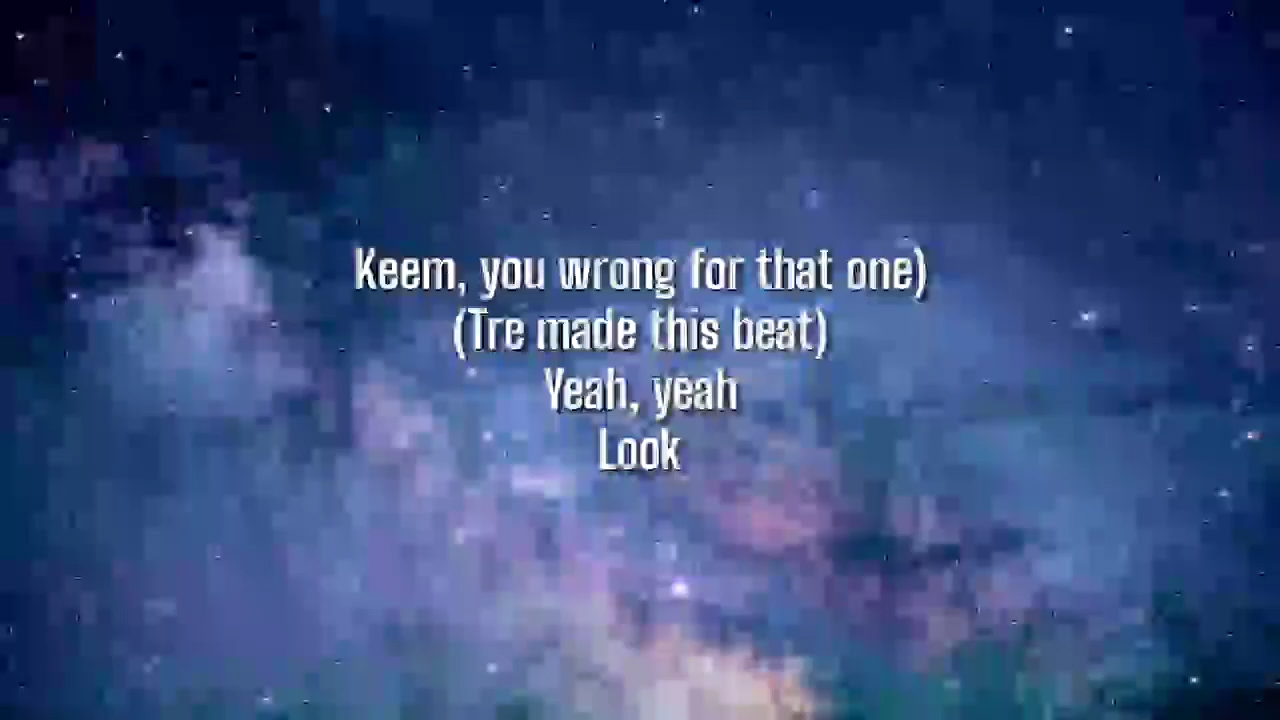 Keem, you wrong for that one)
(Tre made this beat)
Yeah, yeah
Look